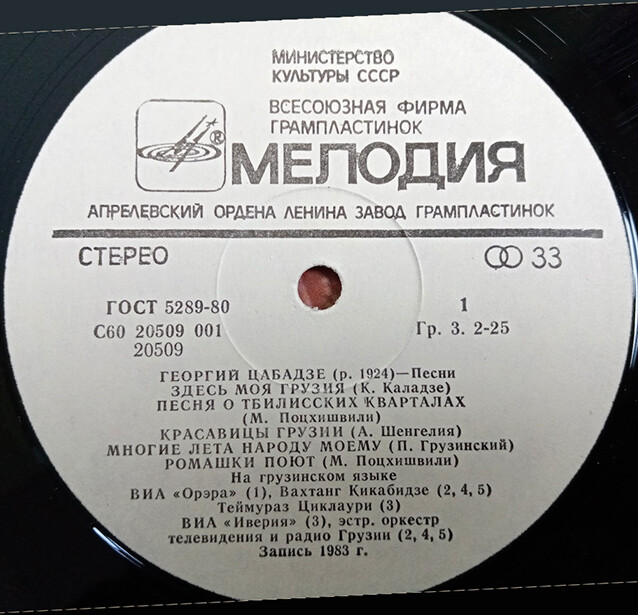 МИНИСТЕРСТВО
КУЛЬТУРЫ СССР
ВСЕСОЮЗНАЯ ФИРМА
ГРАМПЛАСТИНОК
®
МЕЛОДИЯ
АПРЕЛЕВСКИЙ ОРДЕНА ЛЕНИНА ЗАВОД ГРАМПЛАСТИНОК
СТЕРЕО 33
ГОСТ 5289-80 1
С60 20509 001 Гр. 3. 2-25
20509
ГЕОРГИЙ ЦАБАДЗЕ (р. 1924)—Песни
ЗДЕСЬ МОЯ ГРУЗИЯ (К. Каладзе)
ПЕСНЯ О ТБИЛИССКИХ КВАРТАЛАХ
(М. Поцхишвили)
КРАСАВИЦЫ ГРУЗИИ (А. Шенгелия)
МНОГИЕ ЛЕТА НАРОДУ МОЕМУ (П. Грузинский)
РОМАШКИ ПОЮТ (М. Поцхишвили)
На грузинском языке
ВИА «Орэра» (1), Вахтанг Кикабидзе (2, 4, 5)
Теймураз Циклаури (3)
ВИА «Иверия» (3), эстр. оркестр
телевидения и радио Грузии (2, 4, 5)
Запись 1983 г.